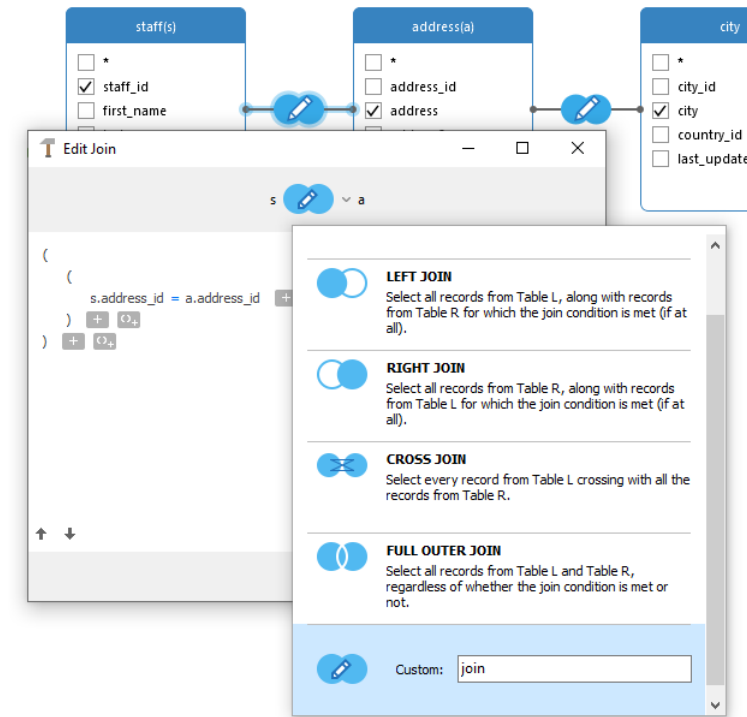 staff(s)
address(a)
city
*
*
*
staff_id
address_id
city_id
first_name
address
city
country_id
last_update
Edit Join
s
a
(
(
s.address_id = a.address_id
)
)
LEFT JOIN
Select all records from Table L, along with records
from Table R for which the join condition is met (if at
all).
RIGHT JOIN
Select all records from Table R, along with records
from Table L for which the join condition is met (if at
all).
CROSS JOIN
Select every record from Table L crossing with all the
records from Table R.
FULL OUTER JOIN
Select all records from Table L and Table R,
regardless of whether the join condition is met or
not.
Custom:
join